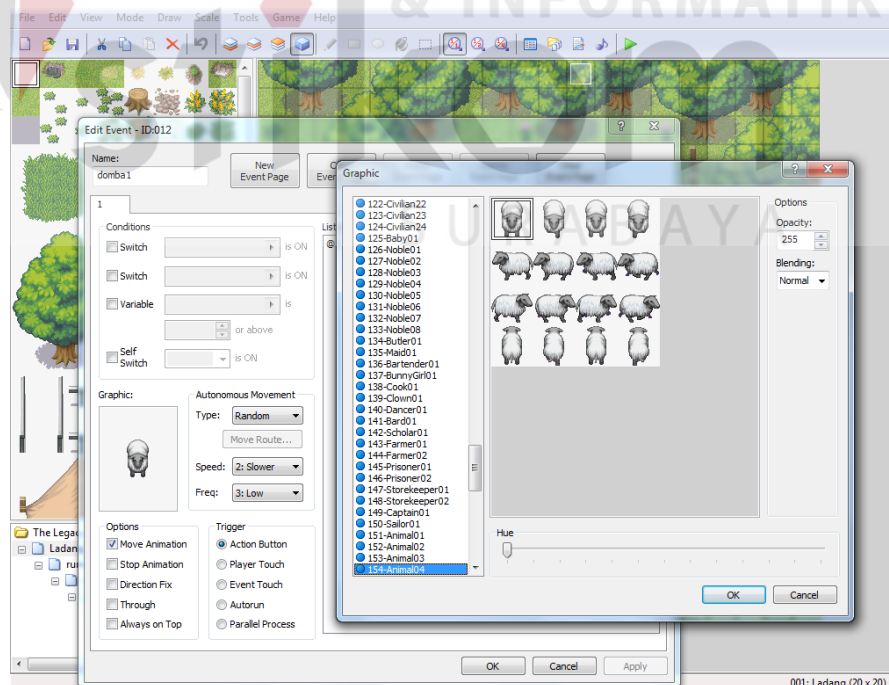 & INFORMATIKA
File Edit View Mode Draw Scale Tools Game Help
stikom
SURABAYA
Edit Event - ID:012
Name:
domba1
New
Event Page
1
Conditions
Switch is ON
Switch is ON
Variable is
or above
Self
Switch is ON
List
@
Graphic:
Autonomous Movement
Type: Random
Move Route...
Speed: 2: Slower
Freq: 3: Low
Options
Move Animation
Stop Animation
Direction Fix
Through
Always on Top
Trigger
Action Button
Player Touch
Event Touch
Autorun
Parallel Process
OK Cancel Apply
Graphic
122-Civilian22
123-Civilian23
124-Civilian24
125-Baby01
126-Noble01
127-Noble02
128-Noble03
129-Noble04
130-Noble05
131-Noble06
132-Noble07
133-Noble08
134-Butler01
135-Maid01
136-Bartender01
137-BunnyGirl01
138-Cook01
139-Clown01
140-Dancer01
141-Bard01
142-Scholar01
143-Farmer01
144-Farmer02
145-Prisoner01
146-Prisoner02
147-Storekeeper01
148-Storekeeper02
149-Captain01
150-Sailor01
151-Animal01
152-Animal02
153-Animal03
154-Animal04
Options
Opacity:
255
Blending:
Normal
Hue
OK Cancel
The Legac
Ladan
001: Ladang (20 x 20)